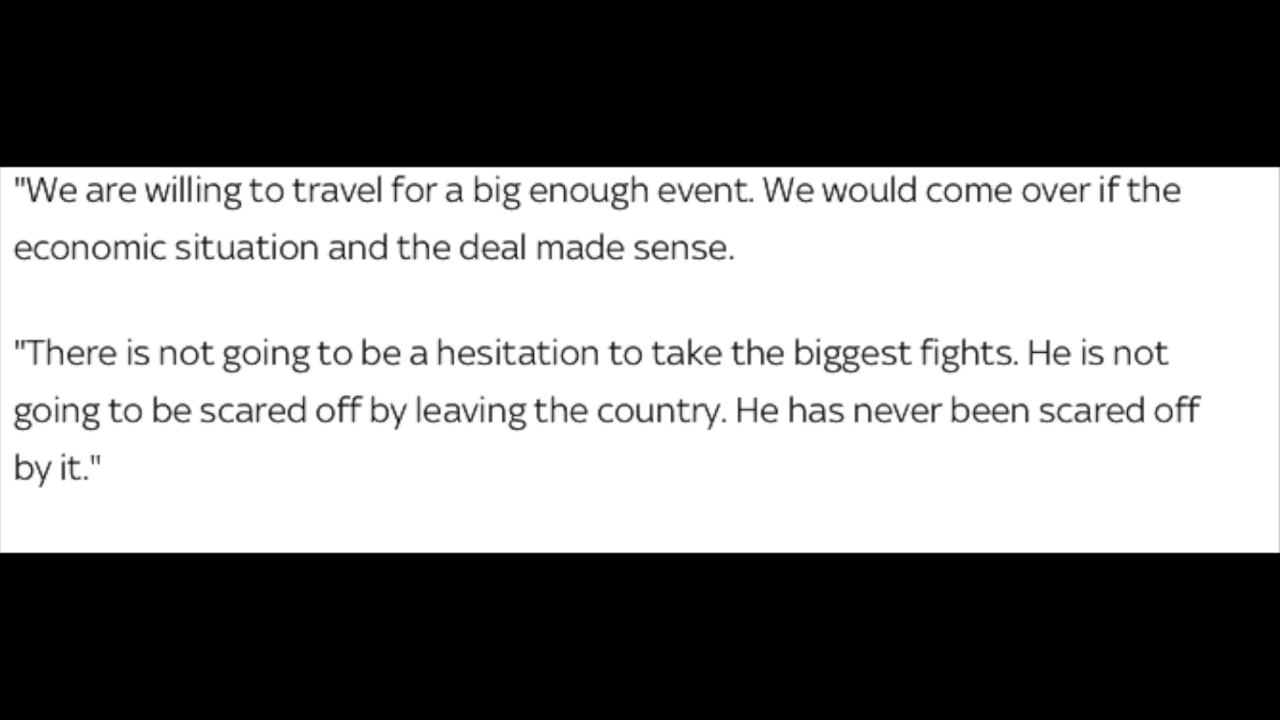 "We are willing to travel for a big enough event. We would come over if the
economic situation and the deal made sense.
"There is not going to be a hesitation to take the biggest fights. He is not
going to be scared off by leaving the country. He has never been scared off
by it."